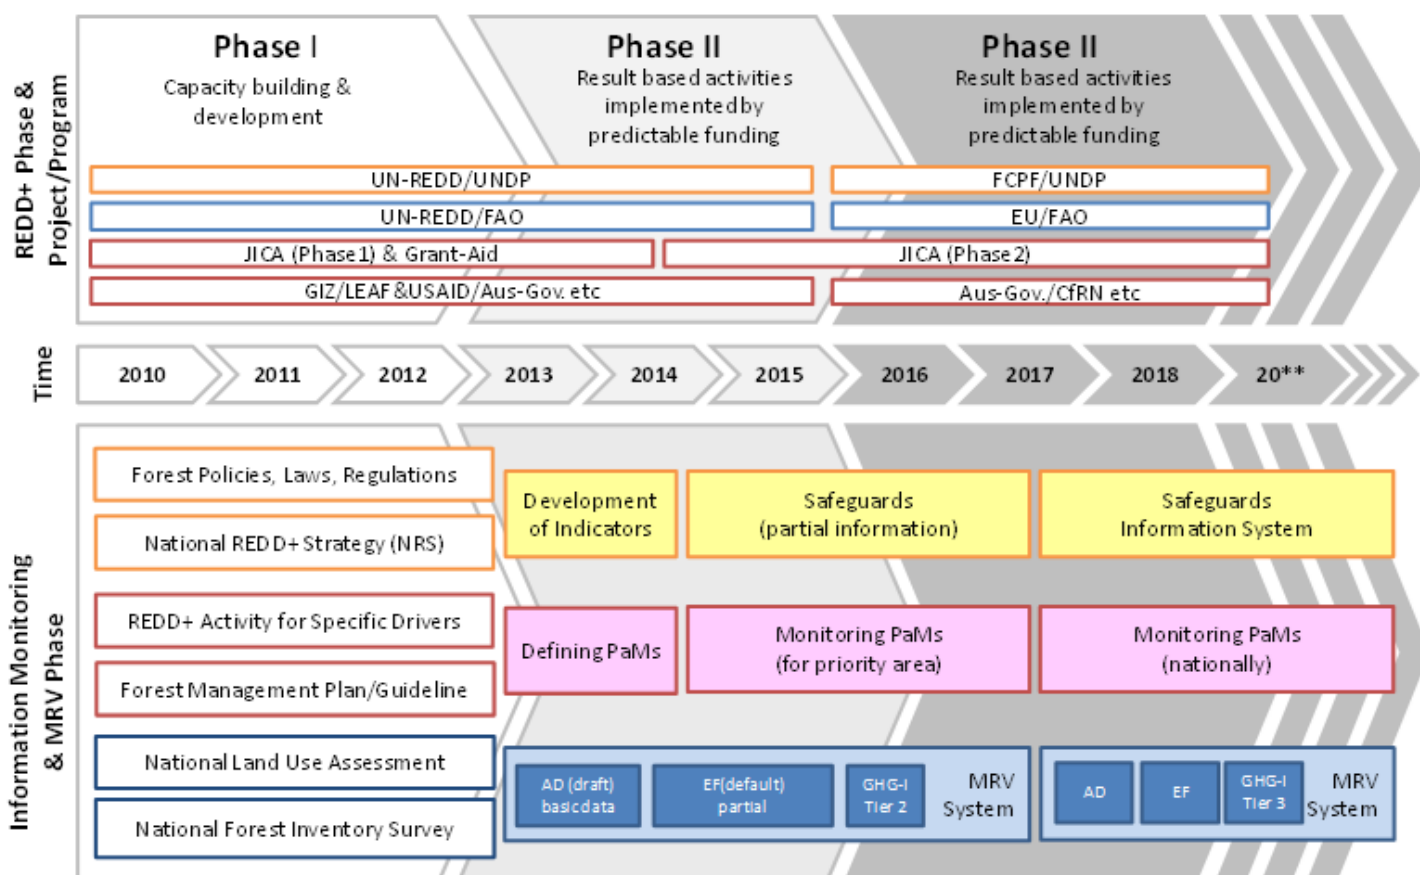 REDD+ Phase &
Project/Program
Phase I
Capacity building &
development
Phase II
Result based activities
implemented by
predictable funding
Phase II
Result based activities
implemented by
predictable funding
UN-REDD/UNDP
FCPF/UNDP
UN-REDD/FAO
EU/FAO
JICA (Phase1) & Grant-Aid
JICA (Phase2)
GIZ/LEAF&USAID/Aus-Gov. etc
Aus-Gov./CfRN etc
Time
2010
2011
2012
2013
2014
2015
2016
2017
2018
20**
Information Monitoring
& MRV Phase
Forest Policies, Laws, Regulations
National REDD+ Strategy (NRS)
REDD+ Activity for Specific Drivers
Forest Management Plan/Guideline
National Land Use Assessment
National Forest Inventory Survey
Development
of Indicators
Safeguards
(partial information)
Safeguards
Information System
Defining PaMs
Monitoring PaMs
(for priority area)
Monitoring PaMs
(nationally)
AD (draft)
basic data
EF(default)
partial
GHG-I
Tier 2
MRV
System
AD
EF
GHG-I
Tier 3
MRV
System